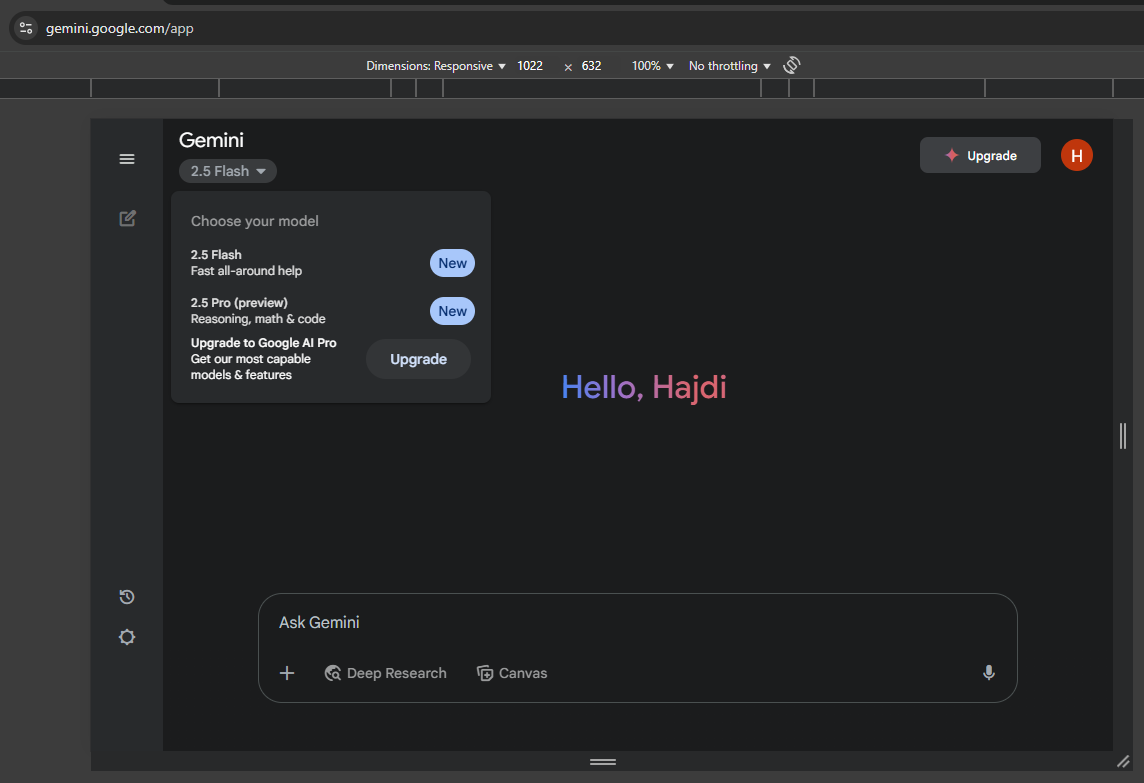 gemini.google.com/app
Dimensions: Responsive 1022 × 632 100% No throttling
Gemini
2.5 Flash
Upgrade
H
Choose your model
2.5 Flash
Fast all-around help
New
2.5 Pro (preview)
Reasoning, math & code
New
Upgrade to Google AI Pro
Get our most capable
models & features
Upgrade
Hello, Hajdi
Ask Gemini
Deep Research
Canvas